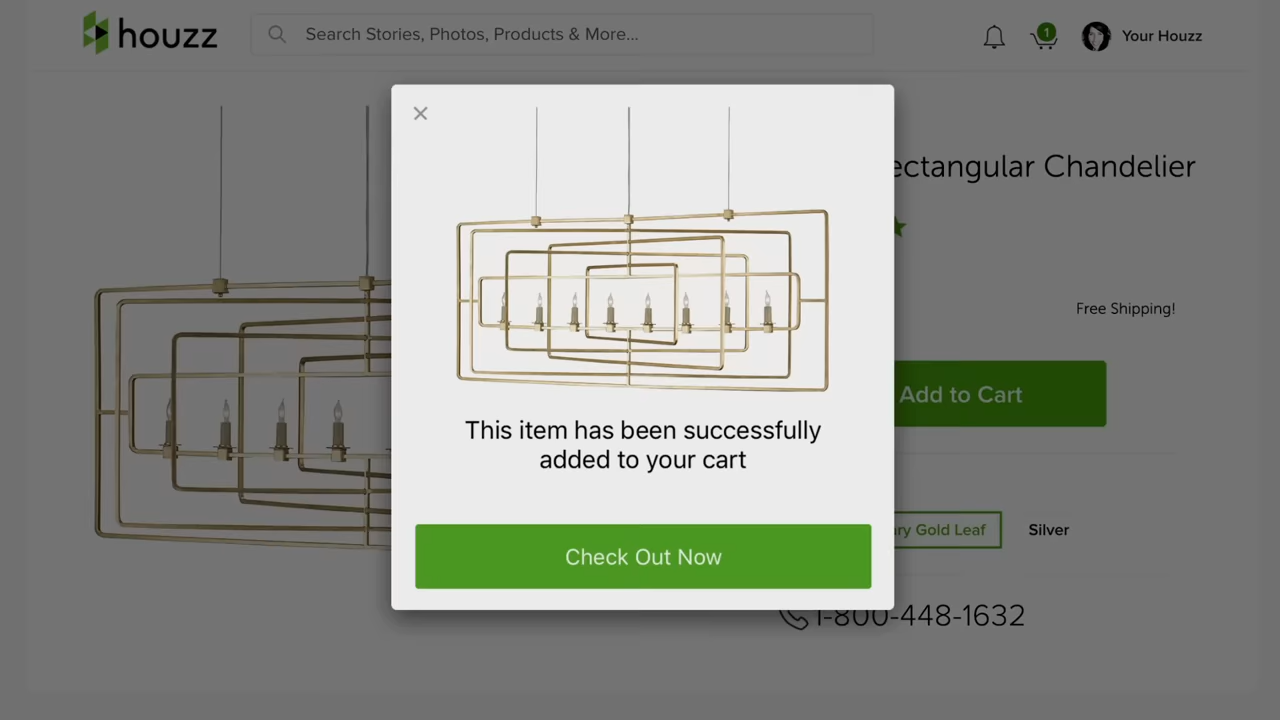 houzz
Search Stories, Photos, Products & More...
1
Your Houzz
ectangular Chandelier
Free Shipping!
Add to Cart
This item has been successfully
added to your cart
ry Gold Leaf
Silver
Check Out Now
1-800-448-1632